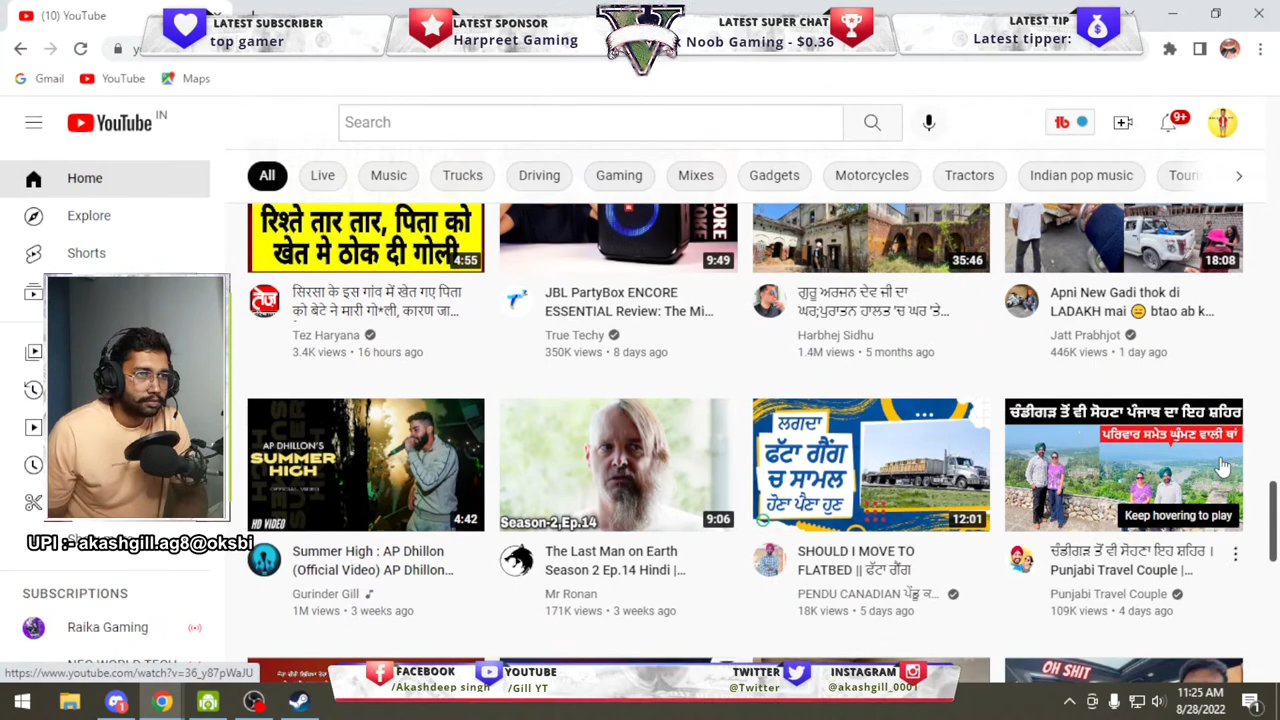 (10) YouTube
LATEST SUBSCRIBER
top gamer
LATEST SPONSOR
Harpreet Gaming
LATEST SUPER CHAT
Noob Gaming - $0.36
LATEST TIP
Latest tipper:
Gmail
YouTube
Maps
YouTube IN
Search
9+
Home
Explore
Shorts
All
Live
Music
Trucks
Driving
Gaming
Mixes
Gadgets
Motorcycles
Tractors
Indian pop music
रिश्ते तार तार, पिता को
खेत मे ठोक दी गोली
4:55
9:49
35:46
18:08
सिरसा के इस गांव में खेत गए पिता
को बेटे ने मारी गो*ली, कारण जा...
Tez Haryana
3.4K views • 16 hours ago
JBL PartyBox ENCORE
ESSENTIAL Review: The Mi...
True Techy
350K views • 8 days ago
ਗੁਰੂ ਅਰਜਨ ਦੇਵ ਜੀ ਦਾ
ਘਰ;ਪੁਰਾਤਨ ਹਾਲਤ 'ਚ ਘਰ 'ਤੇ...
Harbhej Sidhu
1.4M views • 5 months ago
Apni New Gadi thok di
LADAKH mai 😑 btao ab k...
Jatt Prabhjot
446K views • 1 day ago
AP DHILLON'S
SUMMER
HIGH
OFFICIAL VIDEO
HD VIDEO
4:42
Season-2,Ep.14
9:06
ਲਗਦਾ
ਫੱਟਾ ਗੈਂਗ
ਚ ਸਾਮਲ
ਹੋਣਾ ਪੈਣਾ ਹੁਣ
12:01
ਚੰਡੀਗੜ ਤੋਂ ਵੀ ਸੋਹਣਾ ਪੰਜਾਬ ਦਾ ਇਹ ਸ਼ਹਿਰ
ਪਰਿਵਾਰ ਸਮੇਤ ਘੁੰਮਣ ਵਾਲੀ ਥਾਂ
Keep hovering to play
Summer High : AP Dhillon
(Official Video) AP Dhillon...
Gurinder Gill
1M views • 3 weeks ago
The Last Man on Earth
Season 2 Ep.14 Hindi |...
Mr Ronan
171K views • 3 weeks ago
SHOULD I MOVE TO
FLATBED || ਫੱਟਾ ਗੈਂਗ
PENDU CANADIAN ਪੇਂਡੂ ਕ...
18K views • 5 days ago
ਚੰਡੀਗੜ ਤੋਂ ਵੀ ਸੋਹਣਾ ਇਹ ਸ਼ਹਿਰ ।
Punjabi Travel Couple |...
Punjabi Travel Couple
109K views • 4 days ago
UPI :- akashgill.ag8@oksbi
SUBSCRIPTIONS
Raika Gaming
https://www.youtube.com/watch?v=36_y87pWaJU
FACEBOOK
/Akashdeep singh
YOUTUBE
/Gill YT
TWITTER
@Twitter
INSTAGRAM
@akashgill_0001
OH SHIT
11:25 AM
8/28/2022